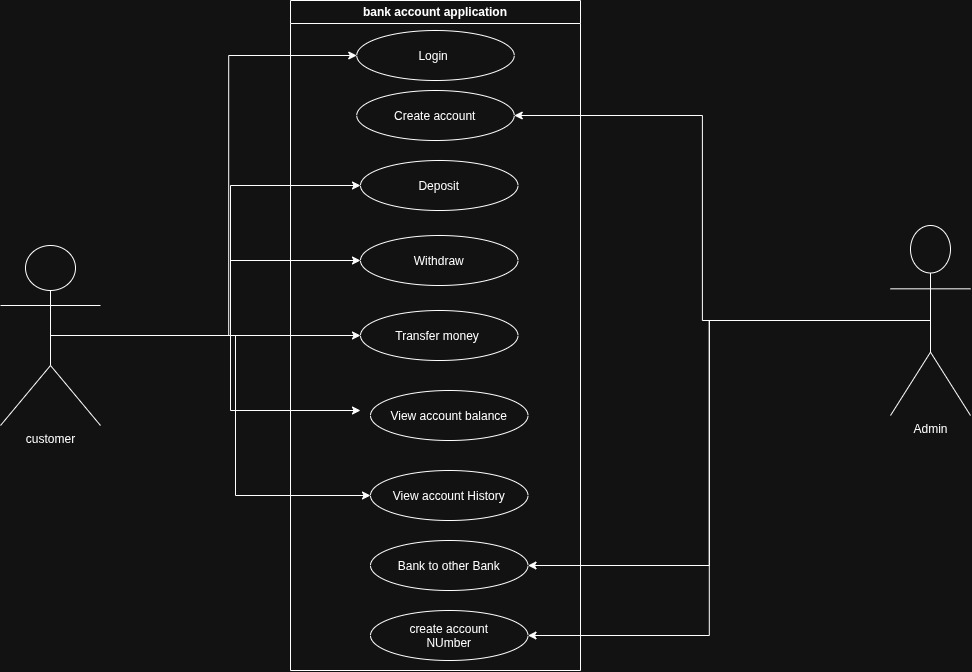 bank account application
Login
Create account
Deposit
Withdraw
Transfer money
View account balance
View account History
Bank to other Bank
create account
NUmber
customer
Admin